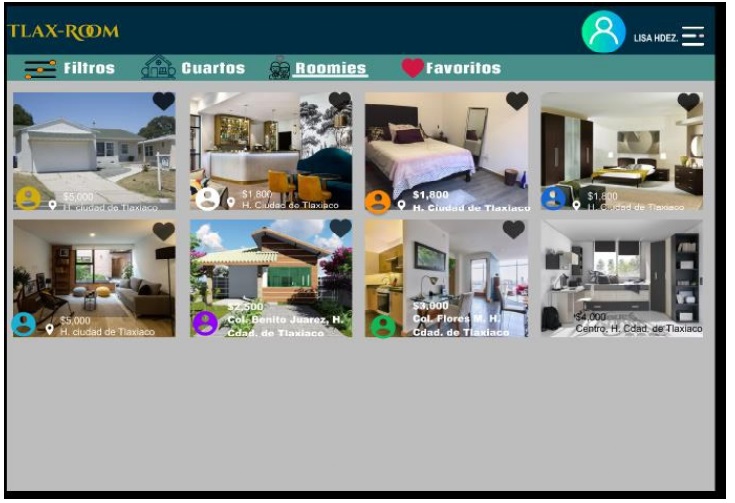 TLAX-ROOM
LISA HDEZ.
Filtros Cuartos Roomies Favoritos
$5,000
H. ciudad de Tlaxiaco
$1,800
H. Ciudad de Tlaxiaco
$1,800
H. Ciudad de Tlaxiaco
$1,800
H. Ciudad de Tlaxiaco
$5,000
H. ciudad de Tlaxiaco
$2,500
Col. Benito Juarez, H.
Cdad. de Tlaxiaco
$3,000
Col. Flores M. H.
Cdad. de Tlaxiaco
$4,000
Centro, H. Cdad. de Tlaxiaco